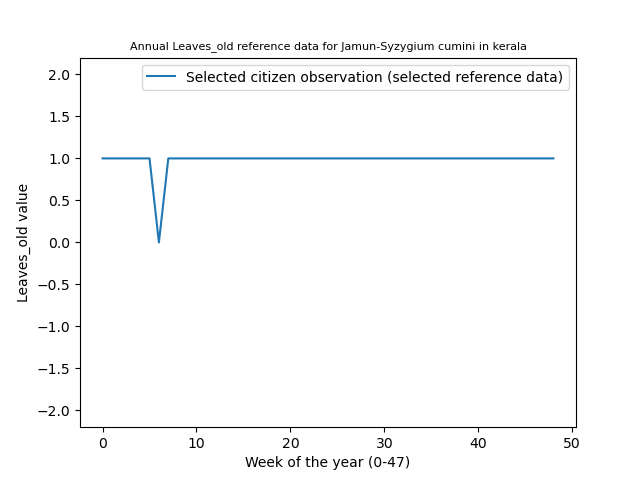 Annual Leaves_old reference data for Jamun-Syzygium cumini in kerala
Selected citizen observation (selected reference data)
2.0
1.5
1.0
0.5
0.0
−0.5
−1.0
−1.5
−2.0
Leaves_old value
0 10 20 30 40 50
Week of the year (0-47)